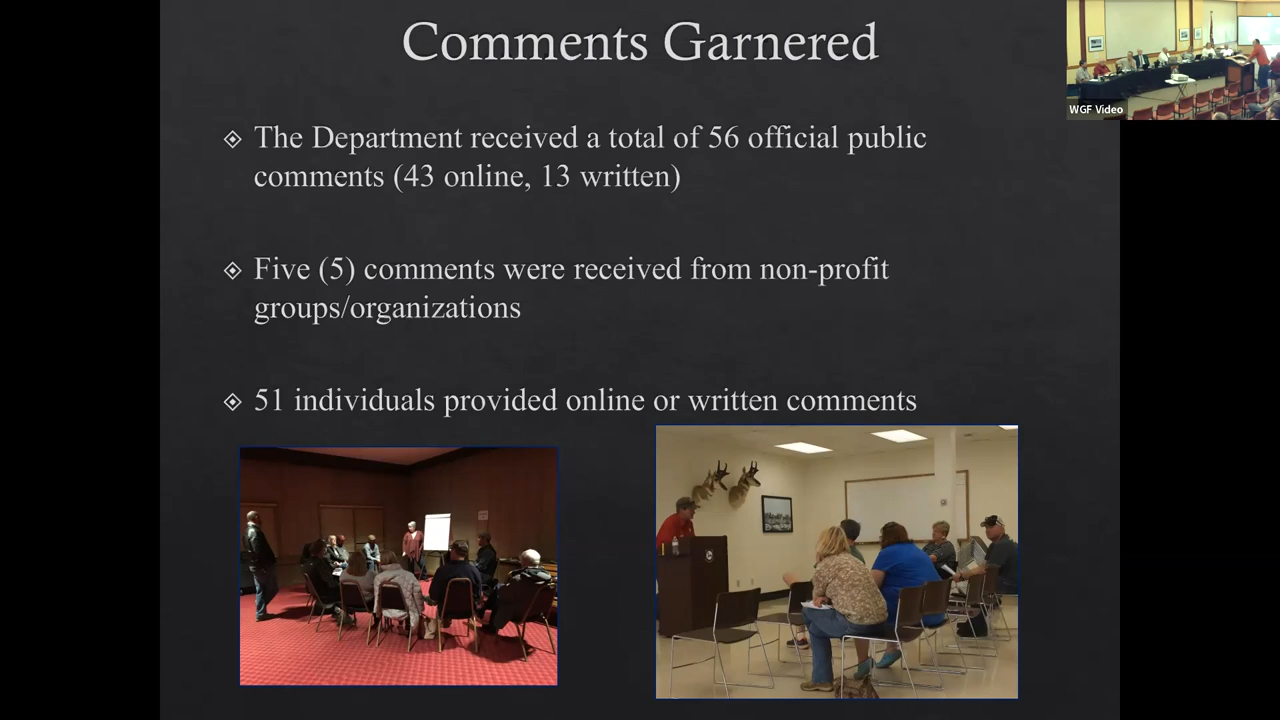 Comments Garnered
WGF Video
The Department received a total of 56 official public
comments (43 online, 13 written)
Five (5) comments were received from non-profit
groups/organizations
51 individuals provided online or written comments